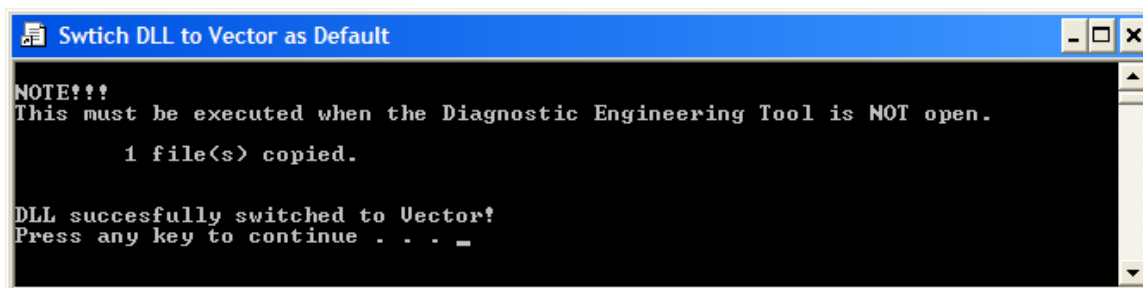 Swtich DLL to Vector as Default
NOTE!!!
This must be executed when the Diagnostic Engineering Tool is NOT open.
1 file(s) copied.
DLL succesfully switched to Vector!
Press any key to continue . . . _